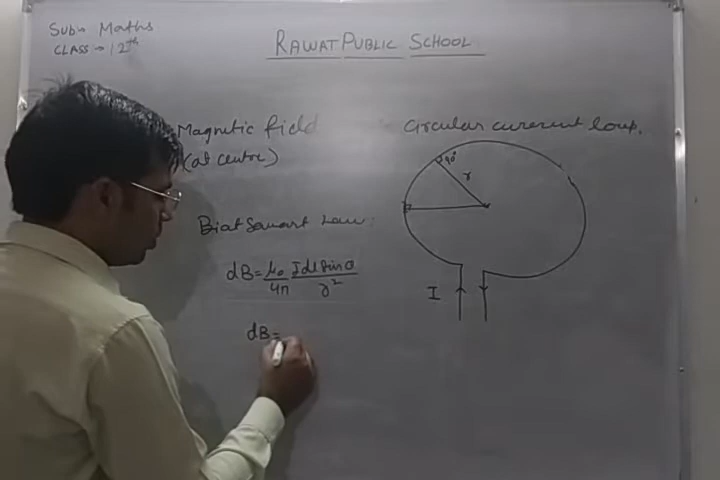 Sub → Maths
CLASS → 12th
RAWAT PUBLIC SCHOOL
Magnetic field
Circular current loop.
(at centre)
90°
r
Biot Savart Law:
dB = μ₀/4π Idl Sinθ/r²
I
dB =